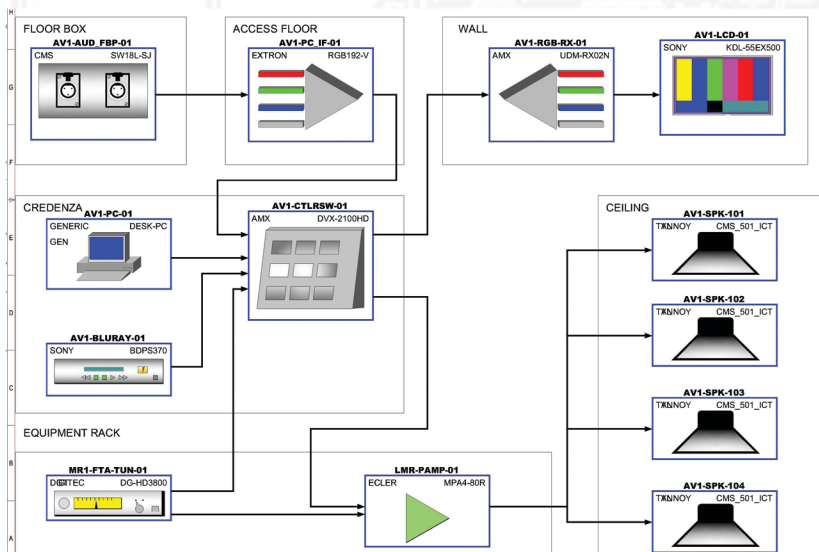 H
G
F
E
D
C
B
A
FLOOR BOX
AV1-AUD_FBP-01
CMS SW18L-SJ
ACCESS FLOOR
AV1-PC_IF-01
EXTRON RGB192-V
WALL
AV1-RGB-RX-01
AMX UDM-RX02N
AV1-LCD-01
SONY KDL-55EX500
CREDENZA
AV1-PC-01
GENERIC DESK-PC
GEN
AV1-CTLRSW-01
AMX DVX-2100HD
AV1-BLURAY-01
SONY BDPS370
CEILING
AV1-SPK-101
TANNOY CMS_501_ICT
AV1-SPK-102
TANNOY CMS_501_ICT
AV1-SPK-103
TANNOY CMS_501_ICT
AV1-SPK-104
TANNOY CMS_501_ICT
EQUIPMENT RACK
MR1-FTA-TUN-01
DG-HD3800
LMR-PAMP-01
ECLER MPA4-80R